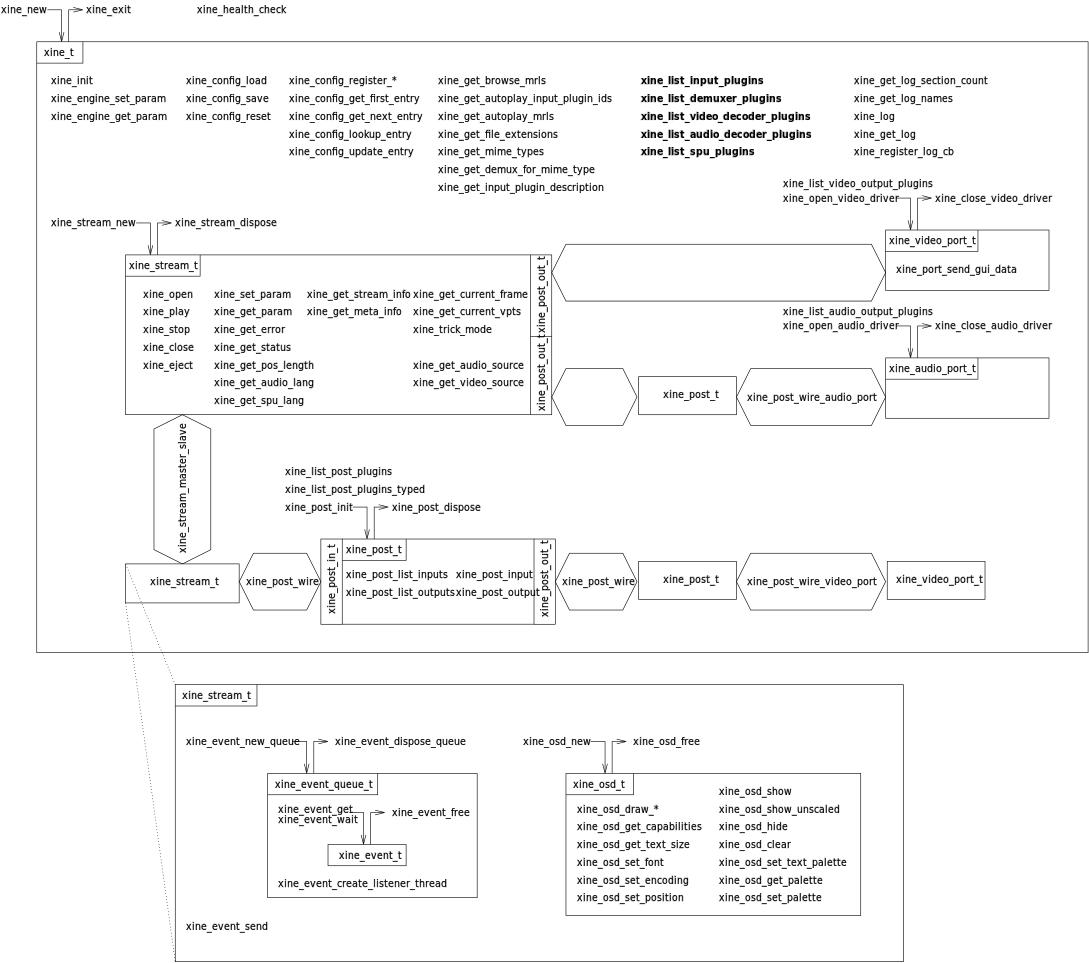 xine_new
xine_exit
xine_health_check
xine_t
xine_init
xine_engine_set_param
xine_engine_get_param
xine_config_load
xine_config_save
xine_config_reset
xine_config_register_*
xine_config_get_first_entry
xine_config_get_next_entry
xine_config_lookup_entry
xine_config_update_entry
xine_get_browse_mrls
xine_get_autoplay_input_plugin_ids
xine_get_autoplay_mrls
xine_get_file_extensions
xine_get_mime_types
xine_get_demux_for_mime_type
xine_get_input_plugin_description
xine_list_input_plugins
xine_list_demuxer_plugins
xine_list_video_decoder_plugins
xine_list_audio_decoder_plugins
xine_list_spu_plugins
xine_get_log_section_count
xine_get_log_names
xine_log
xine_get_log
xine_register_log_cb
xine_list_video_output_plugins
xine_open_video_driver
xine_close_video_driver
xine_video_port_t
xine_port_send_gui_data
xine_stream_new
xine_stream_dispose
xine_stream_t
xine_open
xine_play
xine_stop
xine_close
xine_eject
xine_set_param
xine_get_param
xine_get_error
xine_get_status
xine_get_pos_length
xine_get_audio_lang
xine_get_spu_lang
xine_get_stream_info
xine_get_meta_info
xine_get_current_frame
xine_get_current_vpts
xine_trick_mode
xine_get_audio_source
xine_get_video_source
xine_post_out_t
xine_post_out_t
xine_list_audio_output_plugins
xine_open_audio_driver
xine_close_audio_driver
xine_audio_port_t
xine_post_t
xine_post_wire_audio_port
xine_stream_master_slave
xine_list_post_plugins
xine_list_post_plugins_typed
xine_post_init
xine_post_dispose
xine_stream_t
xine_post_wire
xine_post_in_t
xine_post_t
xine_post_list_inputs
xine_post_list_outputs
xine_post_input
xine_post_output
xine_post_out_t
xine_post_wire
xine_post_t
xine_post_wire_video_port
xine_video_port_t
xine_stream_t
xine_event_new_queue
xine_event_dispose_queue
xine_event_queue_t
xine_event_get
xine_event_wait
xine_event_free
xine_event_t
xine_event_create_listener_thread
xine_event_send
xine_osd_new
xine_osd_free
xine_osd_t
xine_osd_draw_*
xine_osd_get_capabilities
xine_osd_get_text_size
xine_osd_set_font
xine_osd_set_encoding
xine_osd_set_position
xine_osd_show
xine_osd_show_unscaled
xine_osd_hide
xine_osd_clear
xine_osd_set_text_palette
xine_osd_get_palette
xine_osd_set_palette